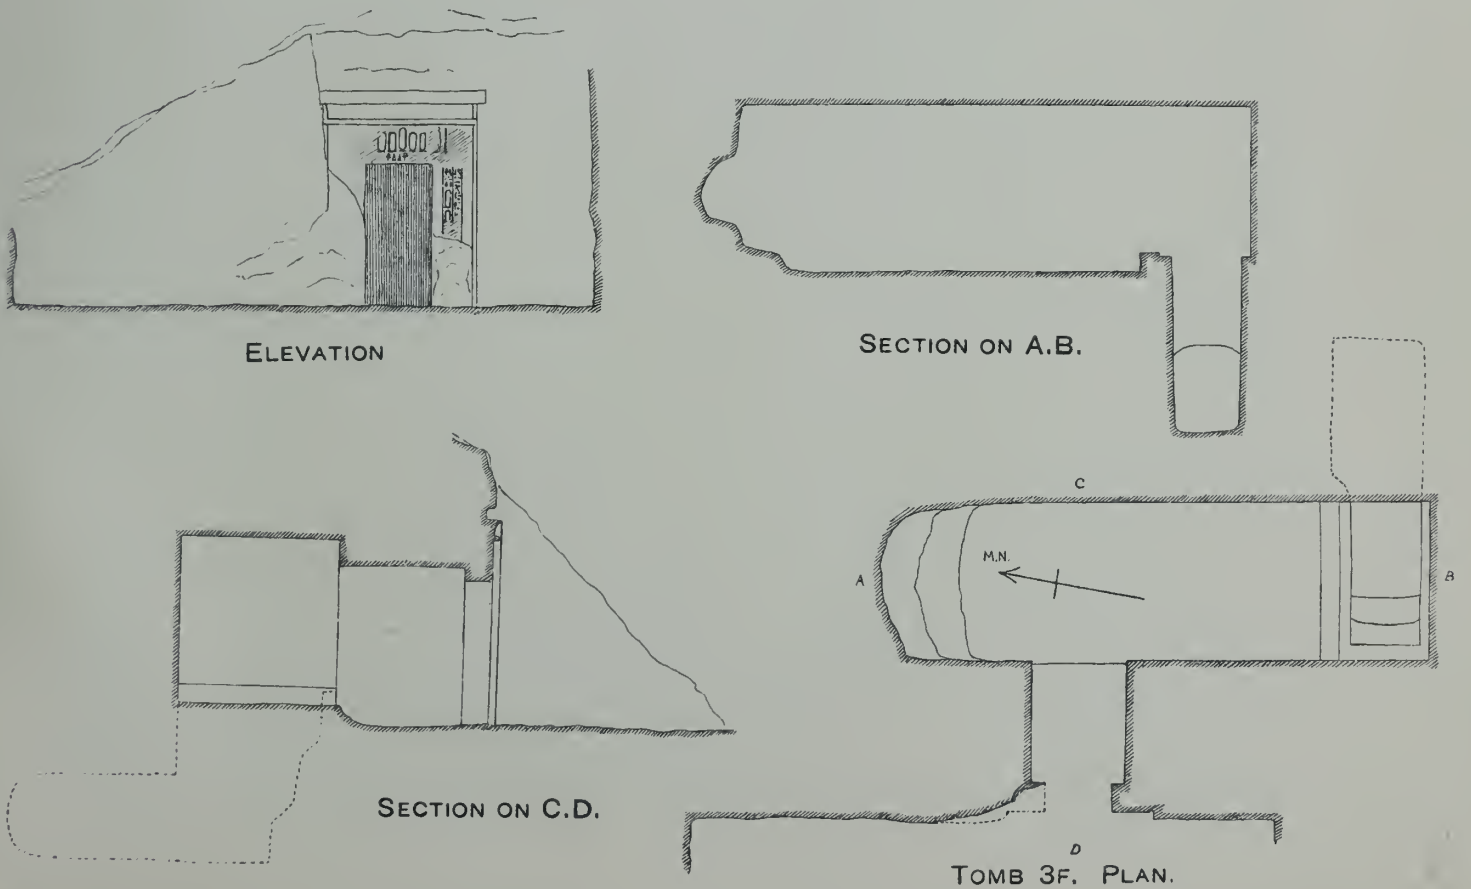 ELEVATION
SECTION ON A.B.
SECTION ON C.D.
C
M.N.
A
B
D
TOMB 3F. PLAN.